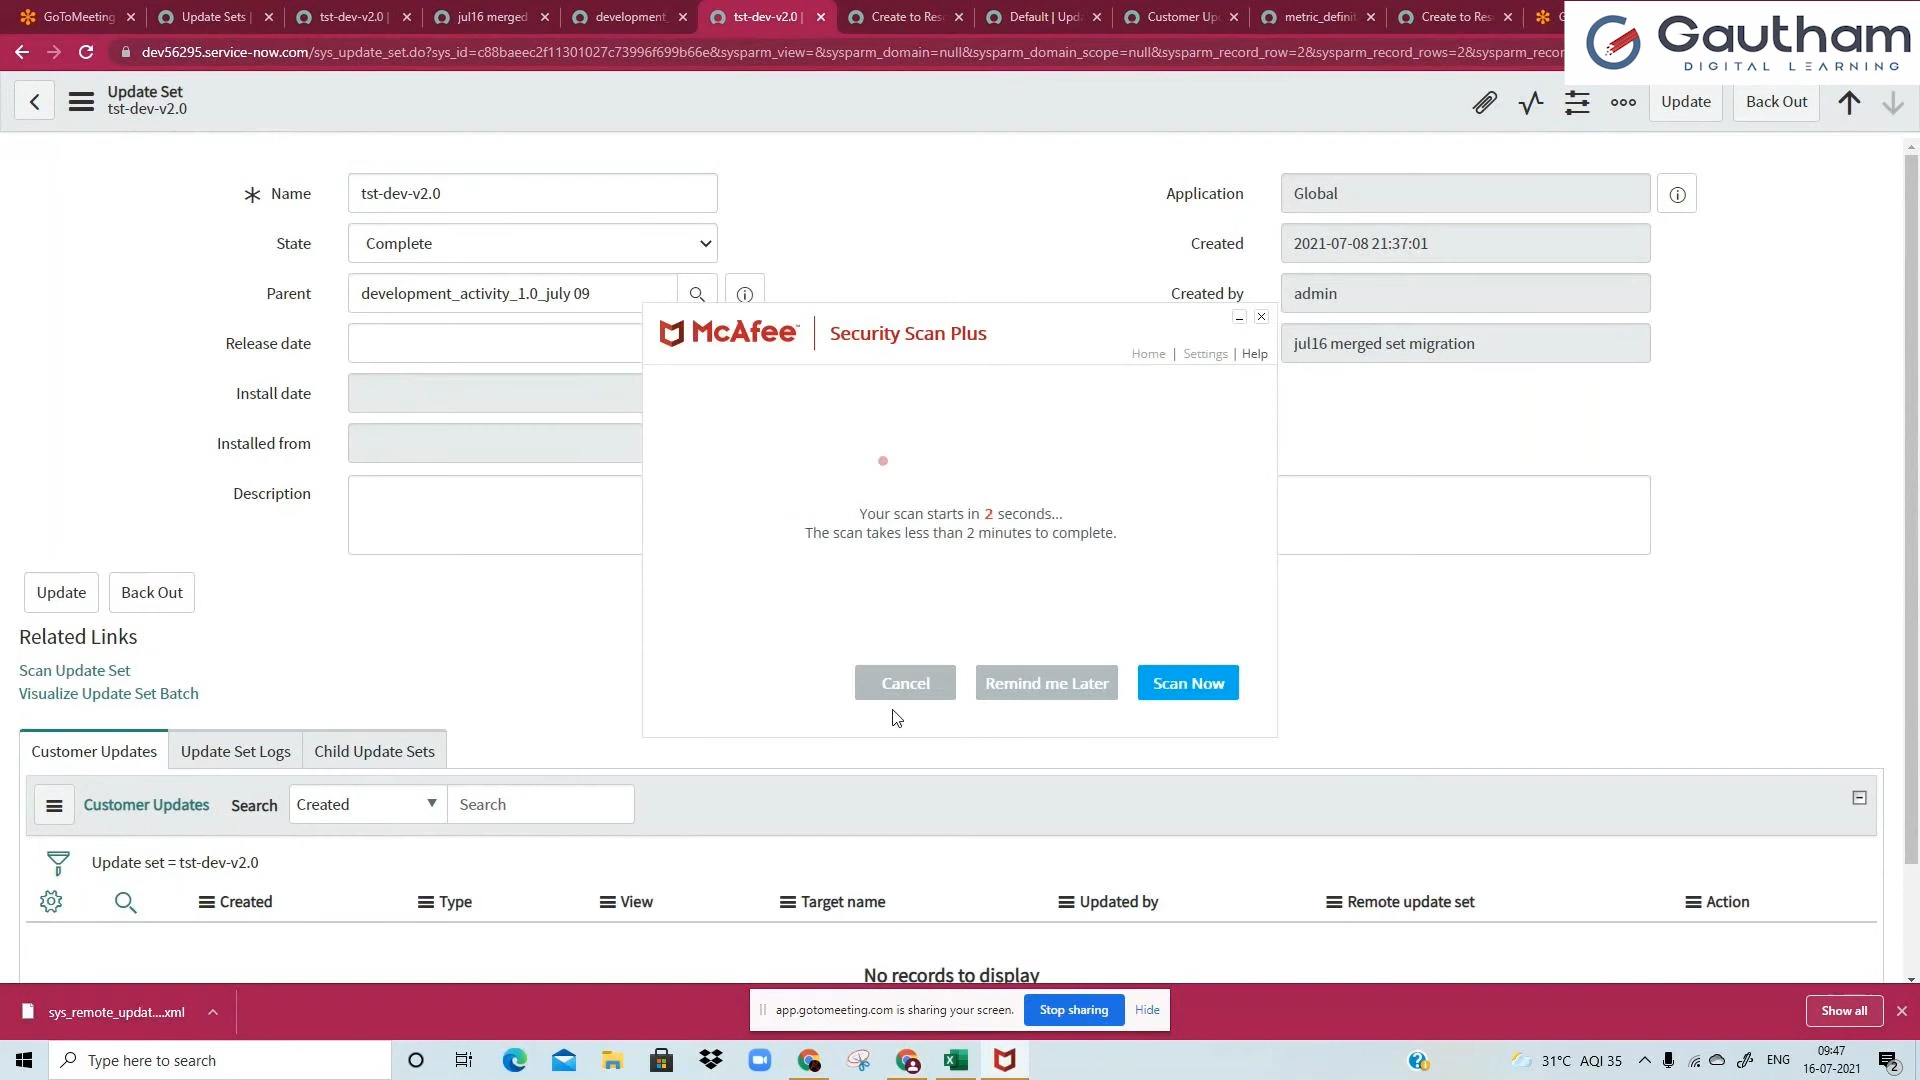 GoToMeeting
Update Sets |
tst-dev-v2.0 |
jul16 merged
development_
tst-dev-v2.0 |
Create to Res
Default | Upda
Customer Up
metric_definit
Create to Res
dev56295.service-now.com/sys_update_set.do?sys_id=c88baeec2f11301027c73996f699b66e&sysparm_view=&sysparm_domain=null&sysparm_domain_scope=null&sysparm_record_row=2&sysparm_record_rows=2&sysparm_recor
Gautham
DIGITAL LEARNING
Update Set
tst-dev-v2.0
Update
Back Out
Name
tst-dev-v2.0
Application
Global
State
Complete
Created
2021-07-08 21:37:01
Parent
development_activity_1.0_july 09
Created by
admin
Release date
jul16 merged set migration
Install date
Installed from
Description
McAfee™
Security Scan Plus
Home | Settings | Help
Your scan starts in 2 seconds...
The scan takes less than 2 minutes to complete.
Cancel
Remind me Later
Scan Now
Update
Back Out
Related Links
Scan Update Set
Visualize Update Set Batch
Customer Updates
Update Set Logs
Child Update Sets
Customer Updates
Search
Created
Search
Update set = tst-dev-v2.0
Created
Type
View
Target name
Updated by
Remote update set
Action
No records to display
sys_remote_updat....xml
app.gotomeeting.com is sharing your screen.
Stop sharing
Hide
Show all
Type here to search
31°C AQI 35
ENG
09:47
16-07-2021
2